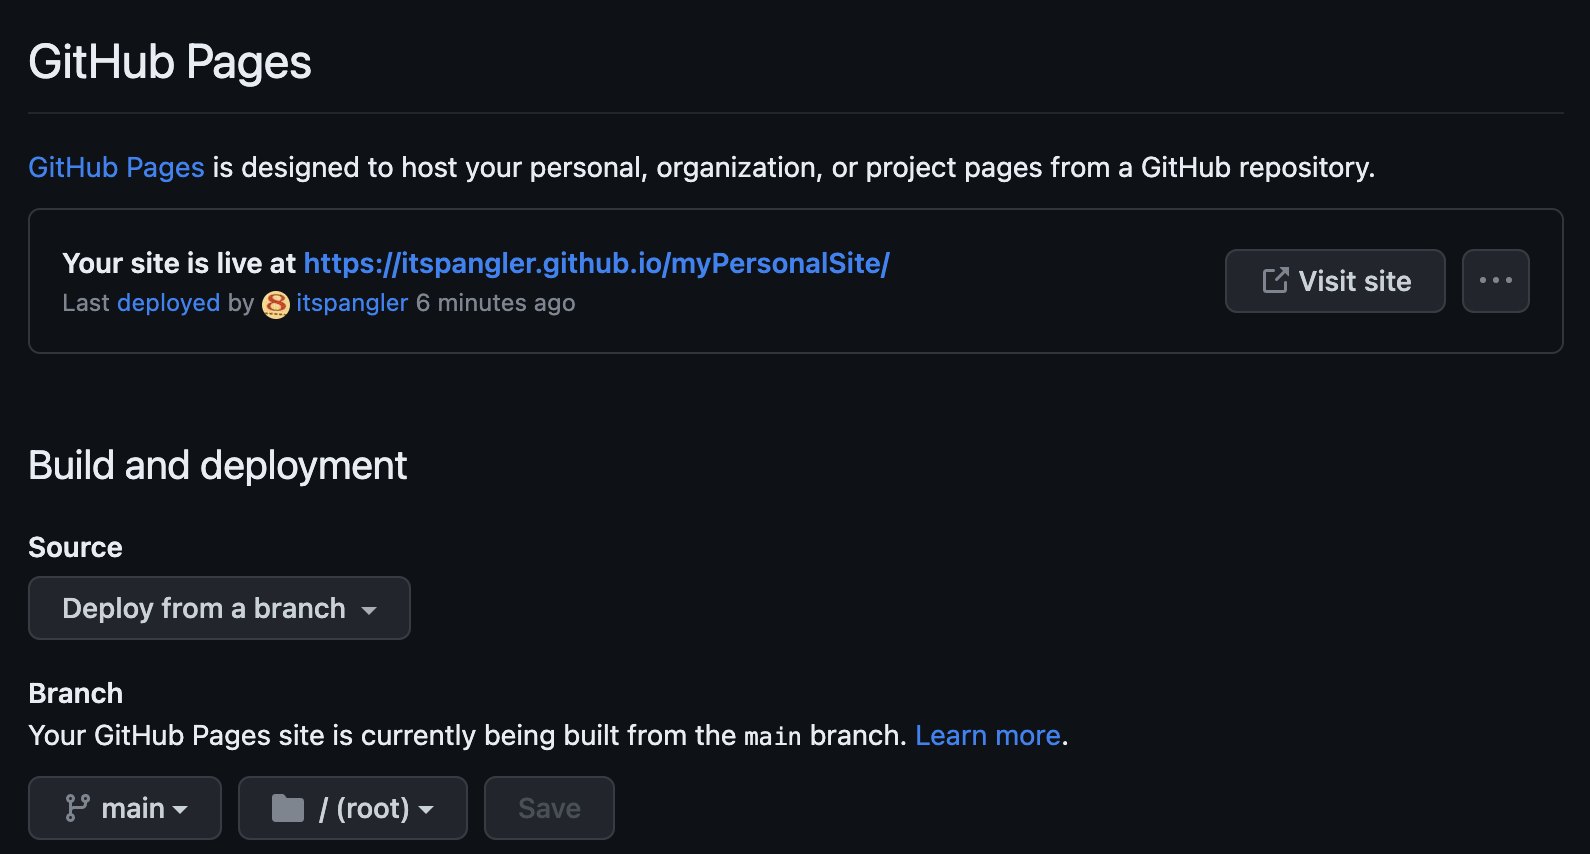 GitHub Pages
GitHub Pages is designed to host your personal, organization, or project pages from a GitHub repository.
Your site is live at https://itspangler.github.io/myPersonalSite/
Last deployed by itspangler 6 minutes ago
Visit site
Build and deployment
Source
Deploy from a branch
Branch
Your GitHub Pages site is currently being built from the main branch. Learn more.
main
/ (root)
Save